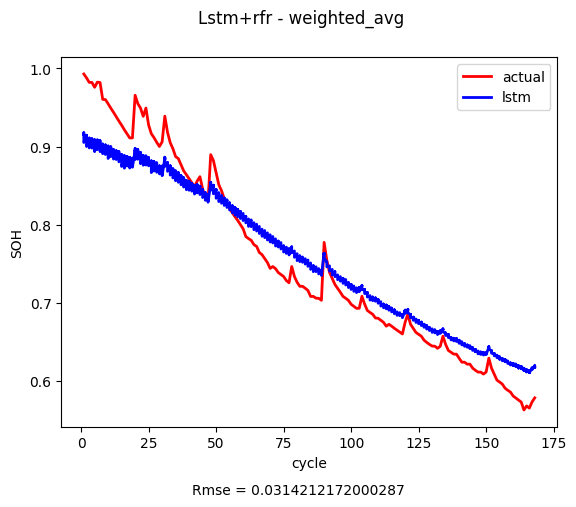 Lstm+rfr - weighted_avg
actual
lstm
SOH
1.0
0.9
0.8
0.7
0.6
0 25 50 75 100 125 150 175
cycle
Rmse = 0.0314212172000287